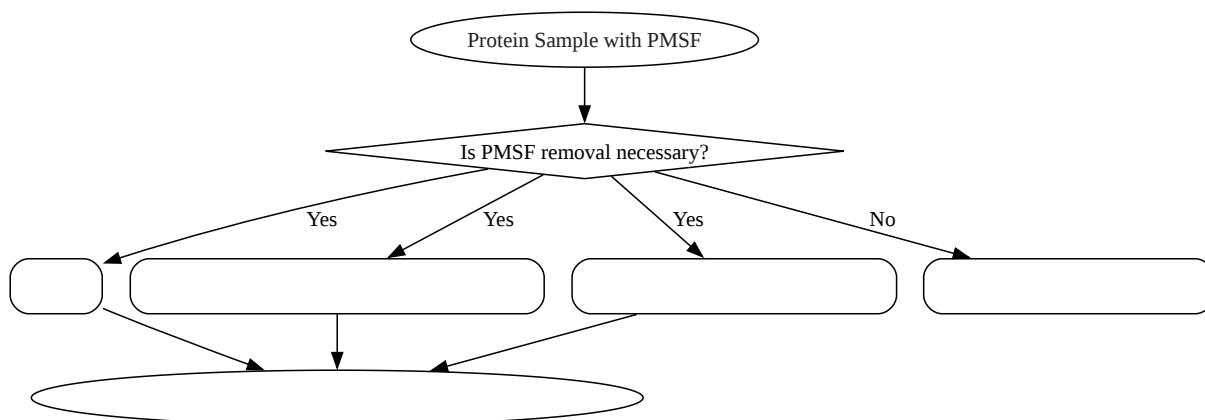 Protein Sample with PMSF
Is PMSF removal necessary?
Yes
Yes
Yes
No